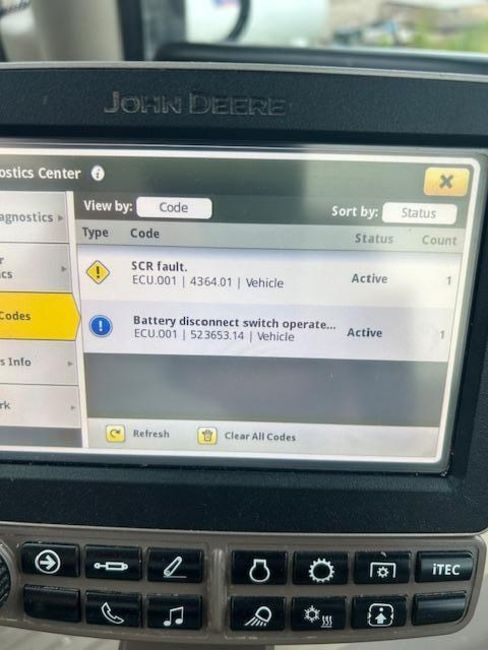 JOHN DEERE
ostics Center i
View by: Code
Sort by: Status
Type Code Status Count
agnostics
SCR fault.
ECU.001 | 4364.01 | Vehicle
Active 1
r
ics
Battery disconnect switch operate...
ECU.001 | 523653.14 | Vehicle
Active 1
Codes
s Info
rk
Refresh Clear All Codes
iTEC